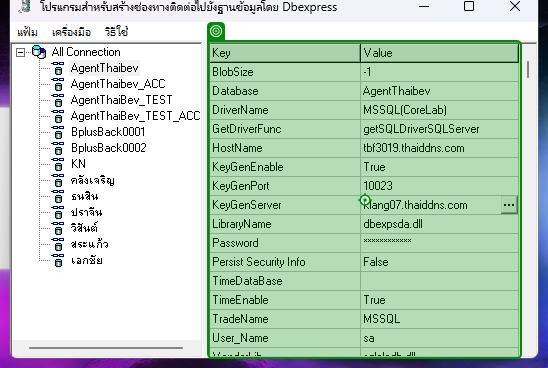 โปรแกรมสำหรับสร้างช่องทางติดต่อไปยังฐานข้อมูลโดย Dbexpress
แฟ้ม เครื่องมือ วิธีใช้
All Connection
AgentThaibev
AgentThaiBev_ACC
AgentThaiBev_TEST
AgentThaiBev_TEST_ACC
BplusBack0001
BplusBack0002
KN
คลังเจริญ
ธนสิน
ปราจีน
วิสันต์
สระแก้ว
เอกชัย
Key Value
BlobSize -1
Database AgentThaibev
DriverName MSSQL(CoreLab)
GetDriverFunc getSQLDriverSQLServer
HostName tbf3019.thaiddns.com
KeyGenEnable True
KeyGenPort 10023
KeyGenServer klang07.thaiddns.com ...
LibraryName dbexpsda.dll
Password ************
Persist Security Info False
TimeDataBase
TimeEnable True
TradeName MSSQL
User_Name sa
VendorLib sqloledb.dll